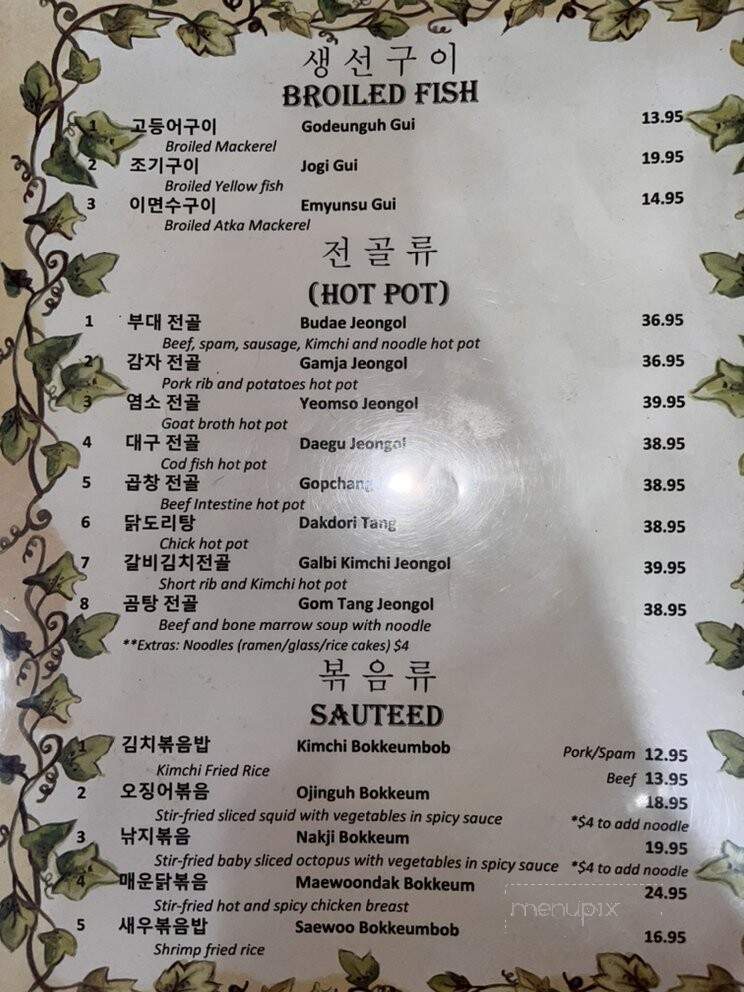 생선구이
BROILED FISH
1 고등어구이 Godeunguh Gui 13.95
Broiled Mackerel
2 조기구이 Jogi Gui 19.95
Broiled Yellow fish
3 이면수구이 Emyunsu Gui 14.95
Broiled Atka Mackerel
전골류
(HOT POT)
1 부대 전골 Budae Jeongol 36.95
Beef, spam, sausage, Kimchi and noodle hot pot
2 감자 전골 Gamja Jeongol 36.95
Pork rib and potatoes hot pot
3 염소 전골 Yeomso Jeongol 39.95
Goat broth hot pot
4 대구 전골 Daegu Jeongol 38.95
Cod fish hot pot
5 곱창 전골 Gopchang 38.95
Beef Intestine hot pot
6 닭도리탕 Dakdori Tang 38.95
Chick hot pot
7 갈비김치전골 Galbi Kimchi Jeongol 39.95
Short rib and Kimchi hot pot
8 곰탕 전골 Gom Tang Jeongol 38.95
Beef and bone marrow soup with noodle
**Extras: Noodles (ramen/glass/rice cakes) $4
볶음류
SAUTEED
1 김치볶음밥 Kimchi Bokkeumbob Pork/Spam 12.95
Kimchi Fried Rice Beef 13.95
2 오징어볶음 Ojinguh Bokkeum 18.95
Stir-fried sliced squid with vegetables in spicy sauce *$4 to add noodle
3 낚지볶음 Nakji Bokkeum 19.95
Stir-fried baby sliced octopus with vegetables in spicy sauce *$4 to add noodle
4 매운닭볶음 Maewoondak Bokkeum 24.95
Stir-fried hot and spicy chicken breast
menupix
5 새우볶음밥 Saewoo Bokkeumbob 16.95
Shrimp fried rice